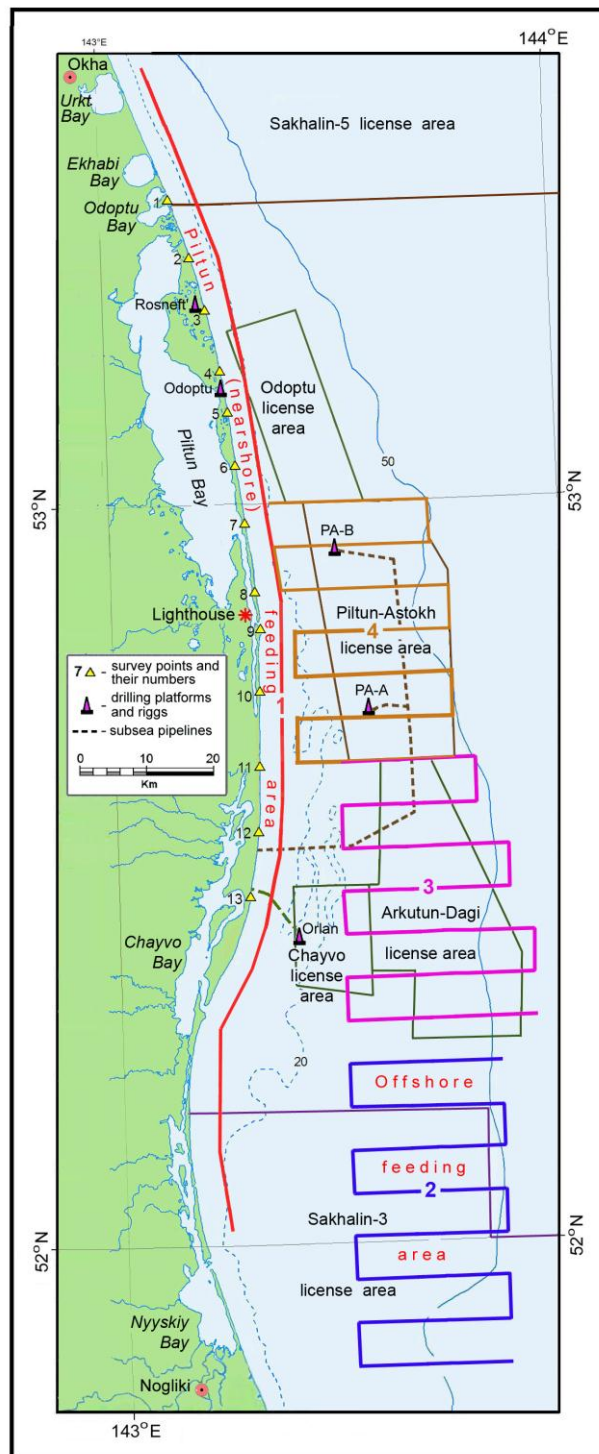 143°E
144°E
Okha
Urkt
Bay
Sakhalin-5 license area
Ekhabi
Bay
Odoptu
Bay
1
2
Piltun
Rosneft'
3
4
Odoptu
5
Odoptu
license
area
(nearshore)
6
Piltun Bay
50
53°N
53°N
7
PA-B
8
Lighthouse
9
feeding
Piltun-Astokh
4
license area
7 - survey points and
their numbers
- drilling platforms
and riggs
- subsea pipelines
0 10 20
Km
10
1
PA-A
11
area
12
3
13
Arkutun-Dagi
license area
Orlan
Chayvo
license
area
Chayvo
Bay
20
Offshore
feeding
2
Sakhalin-3
area
license area
52°N
52°N
Nyyskiy
Bay
Nogliki
143°E